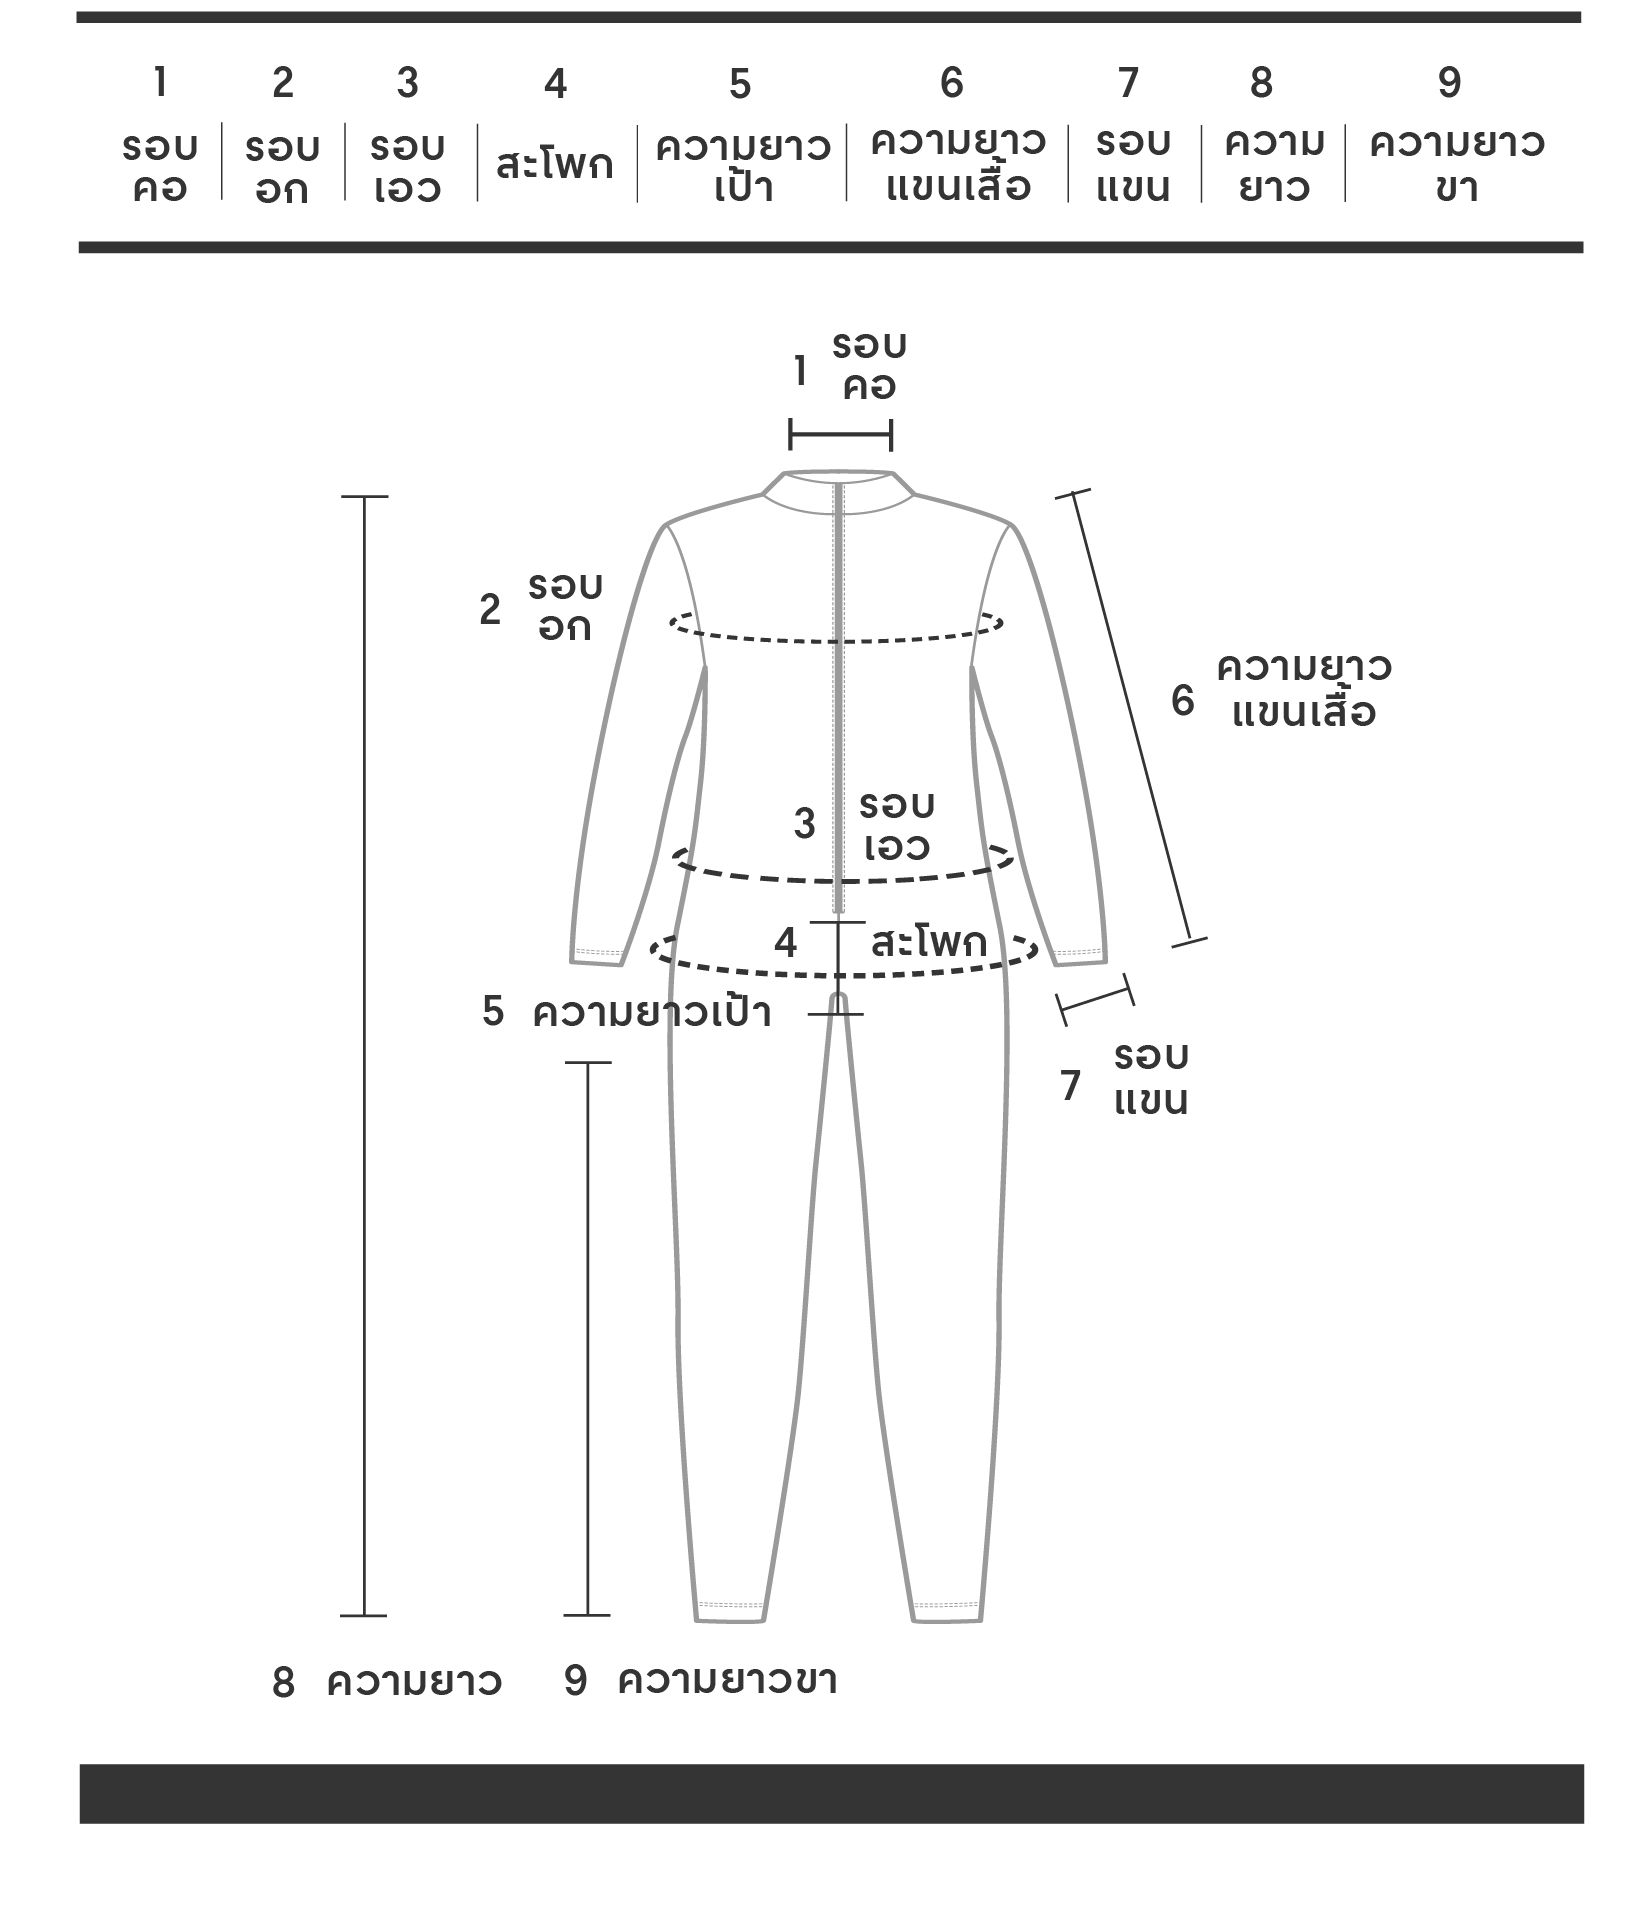 1 2 3 4 5 6 7 8 9
รอบ รอบ รอบ สะโพก ความยาว ความยาว รอบ ความ ความยาว
คอ อก เอว เป้า แขนเสื้อ แขน ยาว ขา
1 รอบ
คอ
2 รอบ
อก
6 ความยาว
แขนเสื้อ
3 รอบ
เอว
4 สะโพก
5 ความยาวเป้า
7 รอบ
แขน
8 ความยาว
9 ความยาวขา